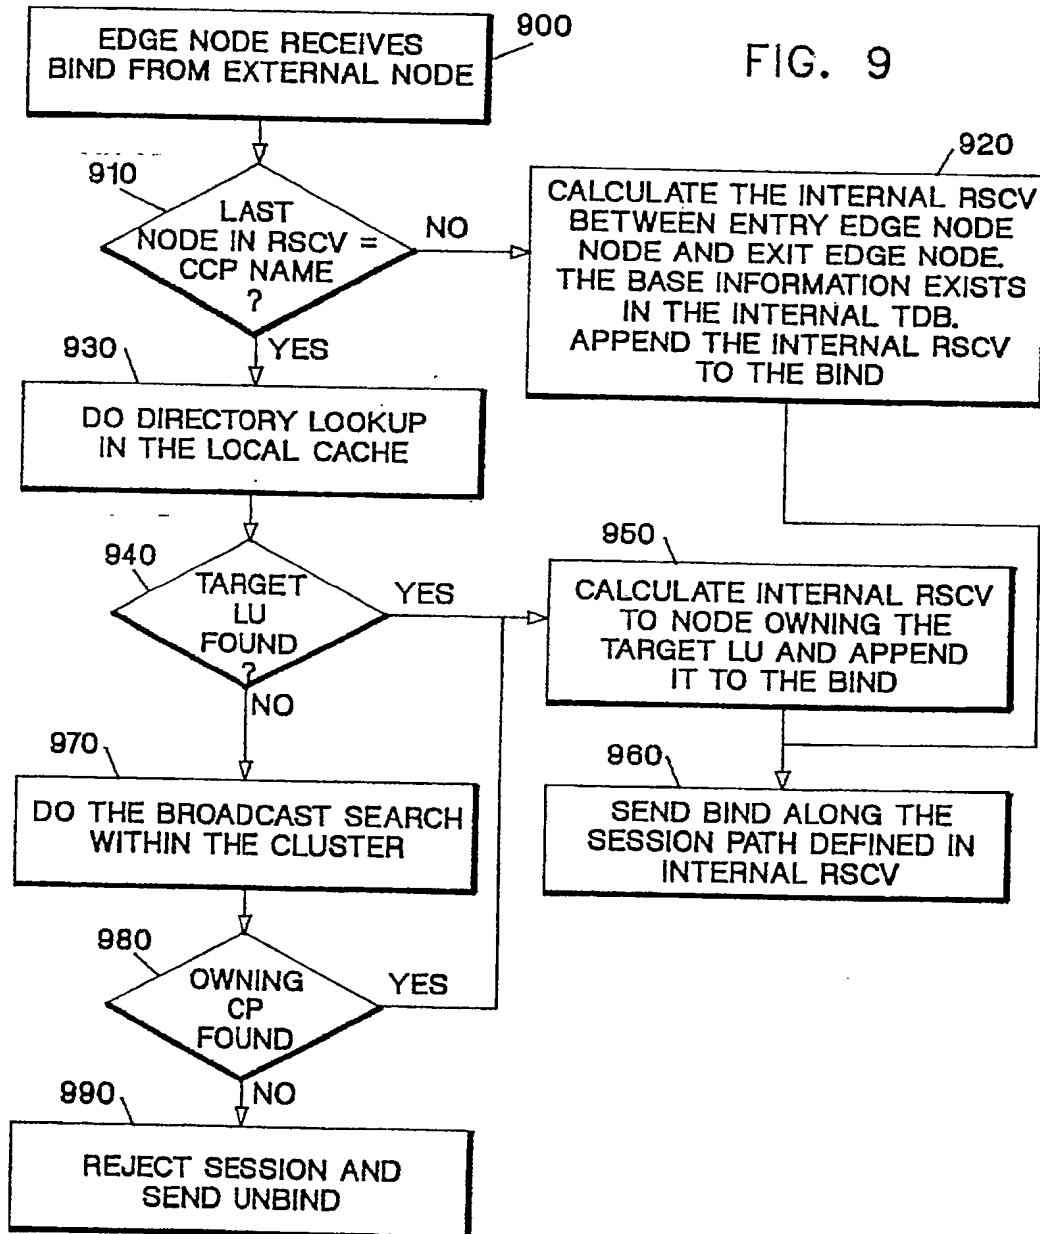 FIG. 9
900
EDGE NODE RECEIVES
BIND FROM EXTERNAL NODE
910
LAST
NODE IN RSCV =
CCP NAME
?
NO
YES
920
CALCULATE THE INTERNAL RSCV
BETWEEN ENTRY EDGE NODE
NODE AND EXIT EDGE NODE.
THE BASE INFORMATION EXISTS
IN THE INTERNAL TDB.
APPEND THE INTERNAL RSCV
TO THE BIND
930
DO DIRECTORY LOOKUP
IN THE LOCAL CACHE
940
TARGET
LU
FOUND
?
YES
NO
950
CALCULATE INTERNAL RSCV
TO NODE OWNING THE
TARGET LU AND APPEND
IT TO THE BIND
960
SEND BIND ALONG THE
SESSION PATH DEFINED IN
INTERNAL RSCV
970
DO THE BROADCAST SEARCH
WITHIN THE CLUSTER
980
OWNING
CP
FOUND
YES
NO
990
REJECT SESSION AND
SEND UNBIND